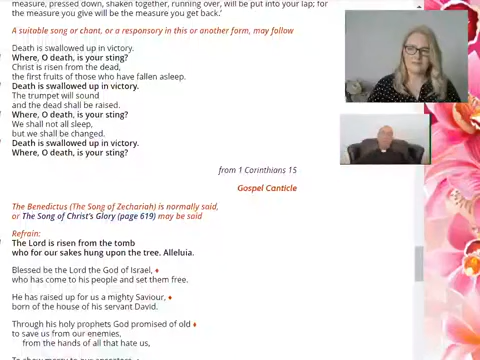 measure, pressed down, shaken together, running over, will be put into your lap; for
the measure you give will be the measure you get back.'
A suitable song or chant, or a responsory in this or another form, may follow
Death is swallowed up in victory.
Where, O death, is your sting?
Christ is risen from the dead,
the first fruits of those who have fallen asleep.
Death is swallowed up in victory.
The trumpet will sound
and the dead shall be raised.
Where, O death, is your sting?
We shall not all sleep,
but we shall be changed.
Death is swallowed up in victory.
Where, O death, is your sting?
from 1 Corinthians 15
Gospel Canticle
The Benedictus (The Song of Zechariah) is normally said,
or The Song of Christ's Glory (page 619) may be said
Refrain:
The Lord is risen from the tomb
who for our sakes hung upon the tree. Alleluia.
Blessed be the Lord the God of Israel, ♦
who has come to his people and set them free.
He has raised up for us a mighty Saviour, ♦
born of the house of his servant David.
Through his holy prophets God promised of old ♦
to save us from our enemies,
from the hands of all that hate us,
To show mercy to our ancestors, ♦